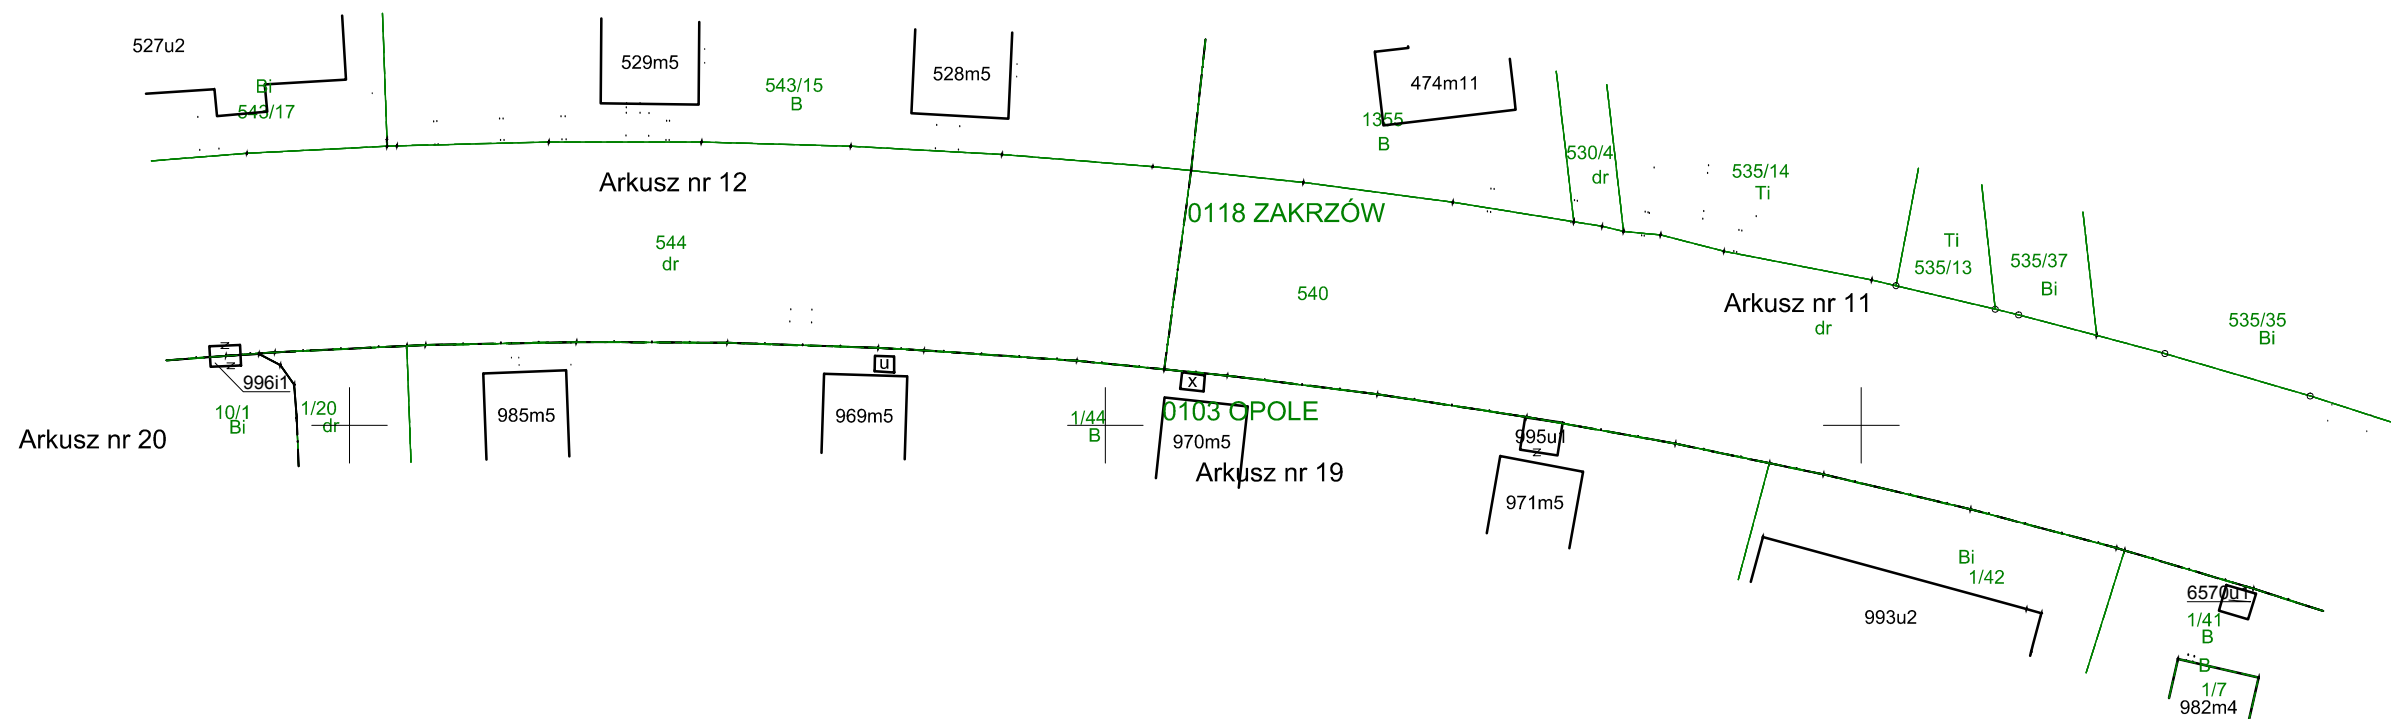 527u2
Bi
543/17
529m5
543/15
B
528m5
474m11
1355
B
530/4
dr
535/14
Ti
Arkusz nr 12
0118 ZAKRZÓW
544
dr
540
Ti
535/13
535/37
Bi
Arkusz nr 11
dr
535/35
Bi
z
z
996i1
10/1
Bi
1/20
dr
Arkusz nr 20
985m5
u
969m5
1/44
B
x
0103 OPOLE
970m5
Arkusz nr 19
995u1
z
971m5
Bi
1/42
993u2
6570u1
1/41
B
B
1/7
982m4